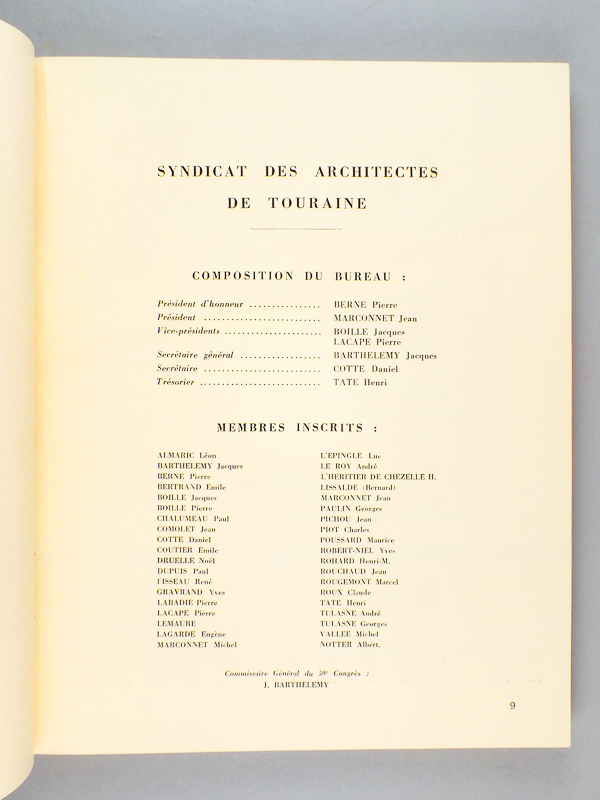 SYNDICAT DES ARCHITECTES
DE TOURAINE
COMPOSITION DU BUREAU :
Président d'honneur ................ BERNE Pierre
Président .......................... MARCONNET Jean
Vice-présidents ...................... BOILLE Jacques
LACAPE Pierre
Secrétaire général .................. BARTHELEMY Jacques
Secrétaire .......................... COTTE Daniel
Trésorier ........................... TATE Henri
MEMBRES INSCRITS :
ALMARIC Léon
BARTHELEMY Jacques
BERNE Pierre
BERTRAND Emile
BOILLE Jacques
BOILLE Pierre
CHALUMEAU Paul
COMOLET Jean
COTTE Daniel
COUTIER Emile
DRUELLE Noël
DUPUIS Paul
FISSEAU René
GRAVRAND Yves
LABADIE Pierre
LACAPE Pierre
LEMAURE
LAGARDE Eugène
MARCONNET Michel
L'EPINGLE Luc
LE ROY André
L'HERITIER DE CHEZELLE H.
LISSALDE (Bernard)
MARCONNET Jean
PAULIN Georges
PICHOU Jean
PIOT Charles
POUSSARD Maurice
ROBERT-NIEL Yves
ROHARD Henri-M.
ROUCHAUD Jean
ROUGEMONT Marcel
ROUX Claude
TATE Henri
TULASNE André
TULASNE Georges
VALLEE Michel
NOTTER Albert.
Commissaire Général du 59e Congrès :
J. BARTHELEMY
9